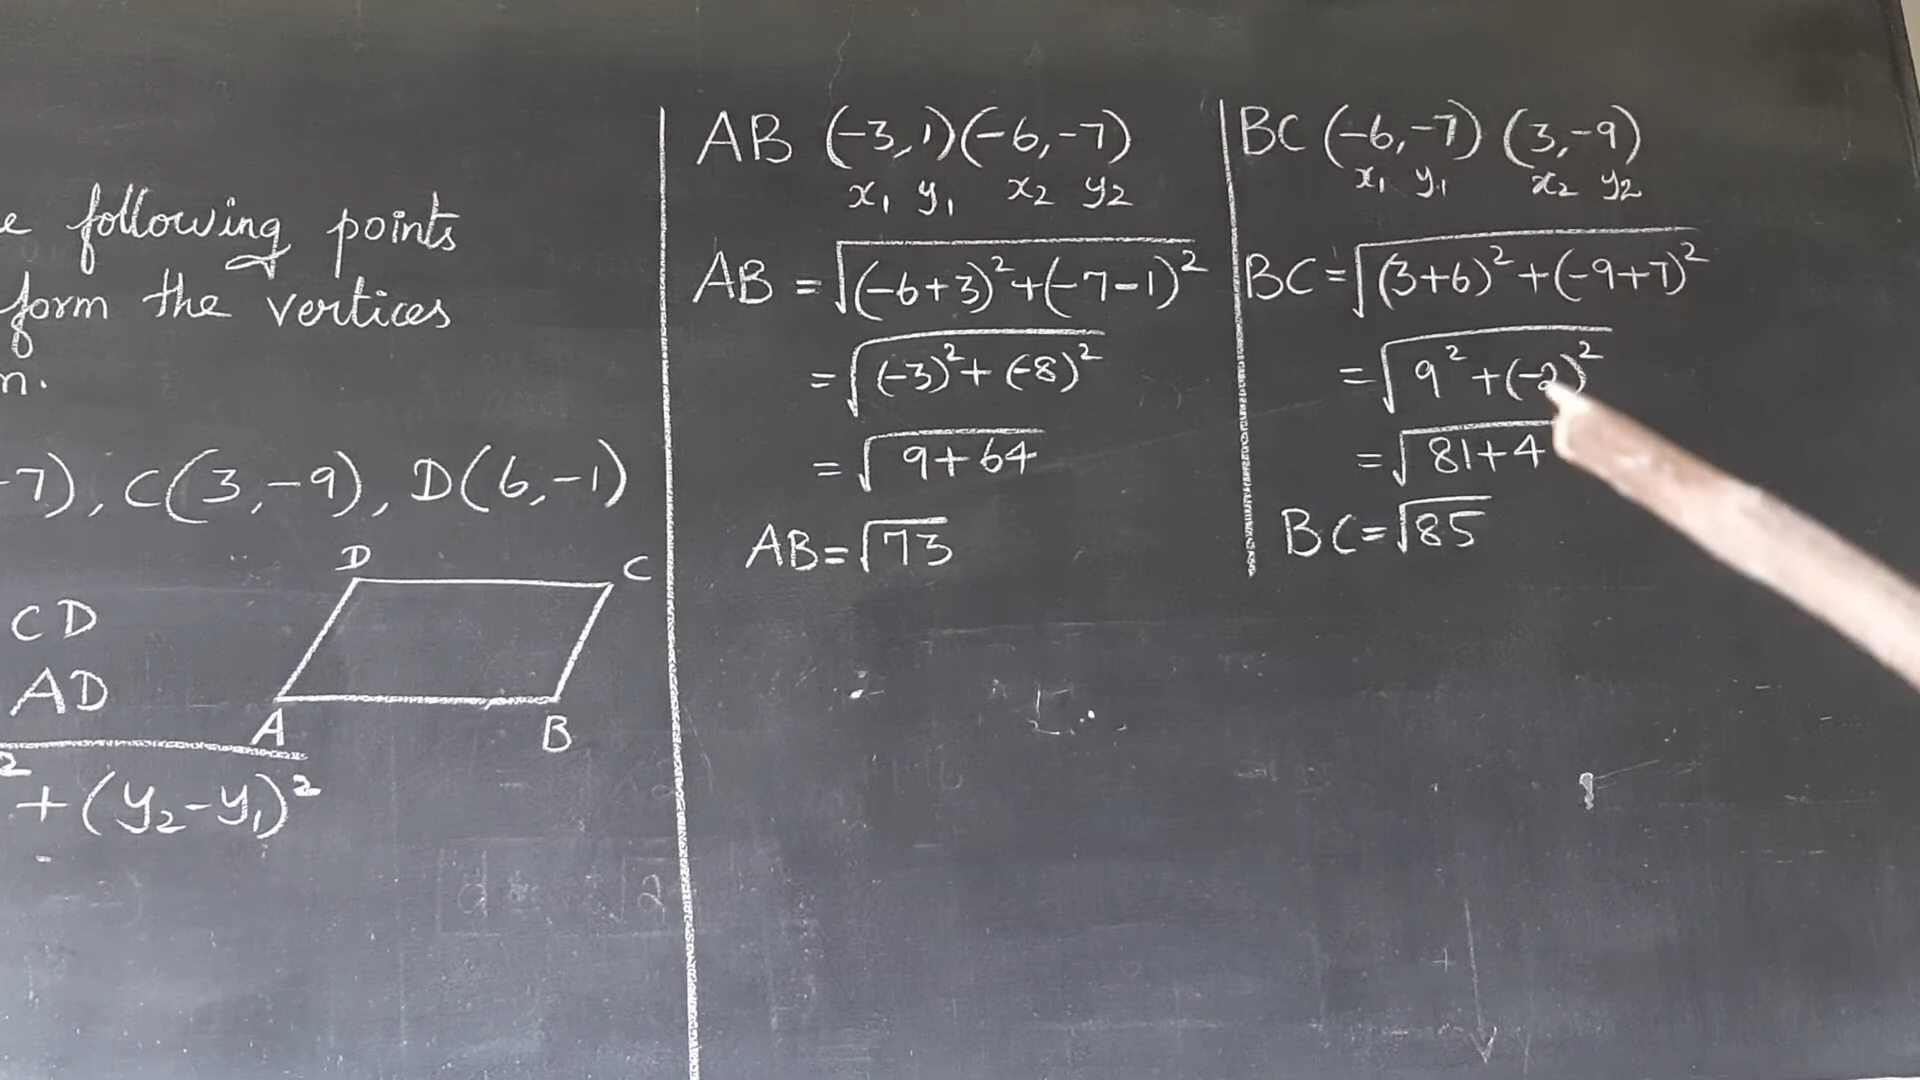 e following points
form the vertices
n.
-7), C(3,-9), D(6,-1)
D
C
CD
AD
A
B
2
+(y₂-y₁)²
AB (-3,1)(-6,-7)
x₁ y₁ x₂ y₂
AB = √(-6+3)²+(-7-1)²
= √(-3)²+(-8)²
= √9+64
AB=√73
BC (-6,-7) (3,-9)
x₁ y₁ x₂ y₂
BC=√(3+6)²+(-9+7)²
=√9²+(-2)²
=√81+4
BC=√85